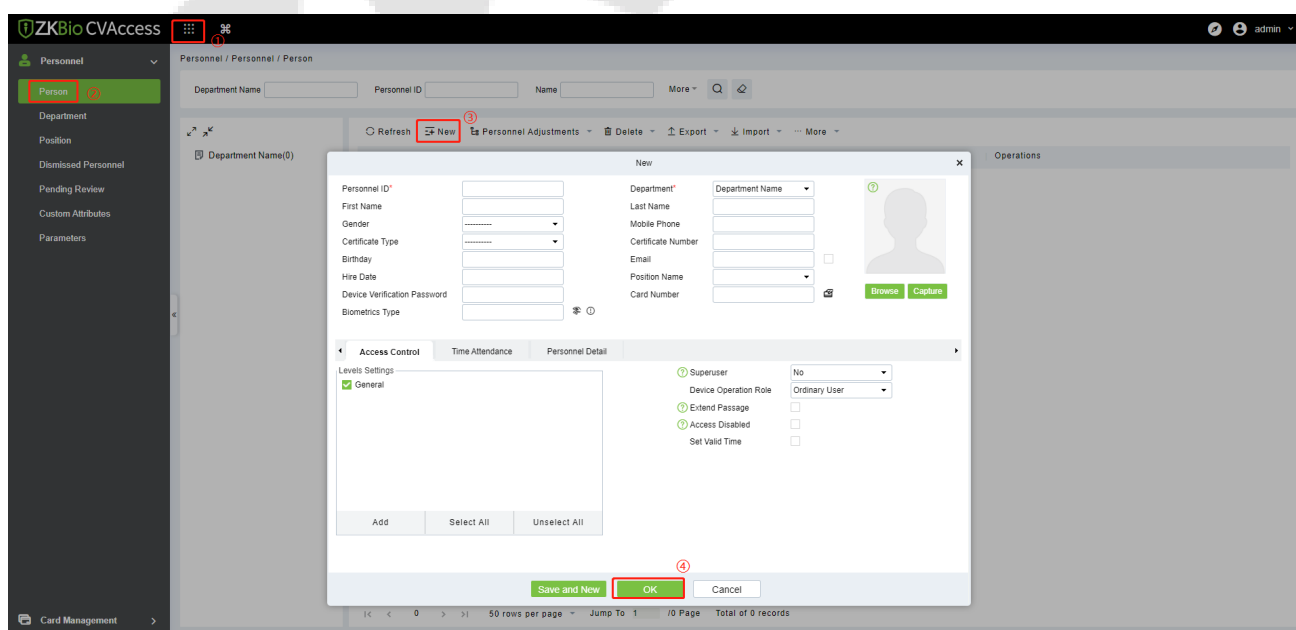 ZKBio CVAccess
①
admin
Personnel
Personnel / Personnel / Person
Person
②
Department Name
Personnel ID
Name
More
Department
Position
Dismissed Personnel
Pending Review
Custom Attributes
Parameters
③
Refresh
New
Personnel Adjustments
Delete
Export
Import
··· More
Department Name(0)
Operations
New
×
Personnel ID*
Department*
Department Name
First Name
Last Name
Gender
----------
Mobile Phone
Certificate Type
----------
Certificate Number
Birthday
Email
Hire Date
Position Name
Device Verification Password
Card Number
Browse
Capture
Biometrics Type
Access Control
Time Attendance
Personnel Detail
Levels Settings
General
Superuser
No
Device Operation Role
Ordinary User
Extend Passage
Access Disabled
Set Valid Time
Add
Select All
Unselect All
④
Save and New
OK
Cancel
|< < 0 > >| 50 rows per page Jump To 1 /0 Page Total of 0 records
Card Management